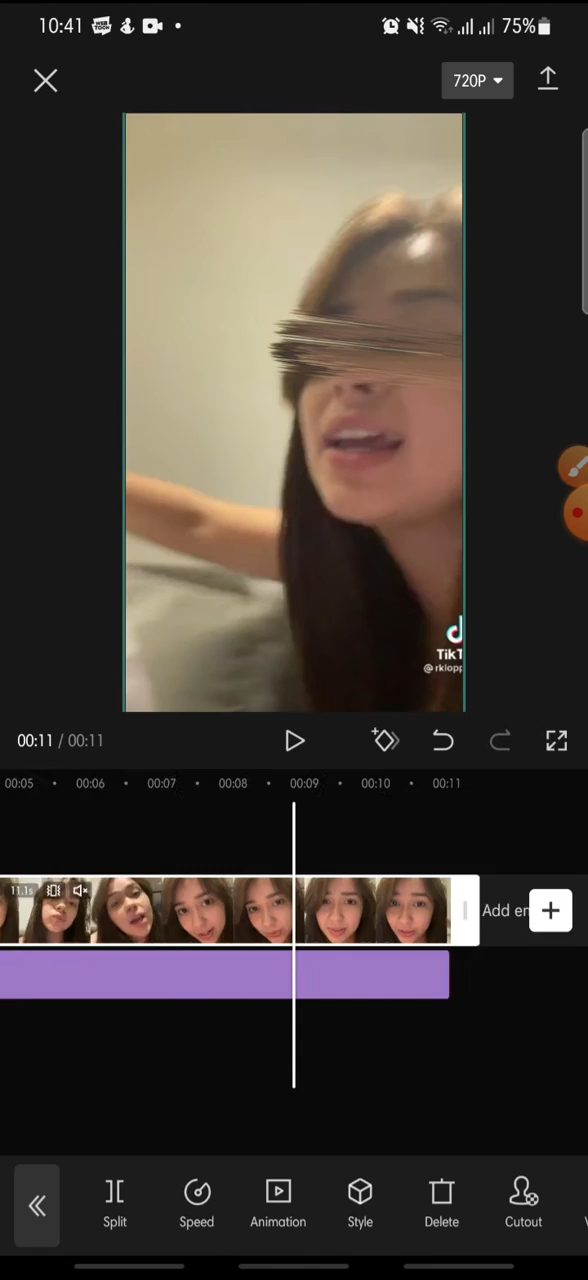 10:41
75%
720P
TikT
@rklopp
00:11 / 00:11
00:05
00:06
00:07
00:08
00:09
00:10
00:11
11.1s
Add en
Split
Speed
Animation
Style
Delete
Cutout